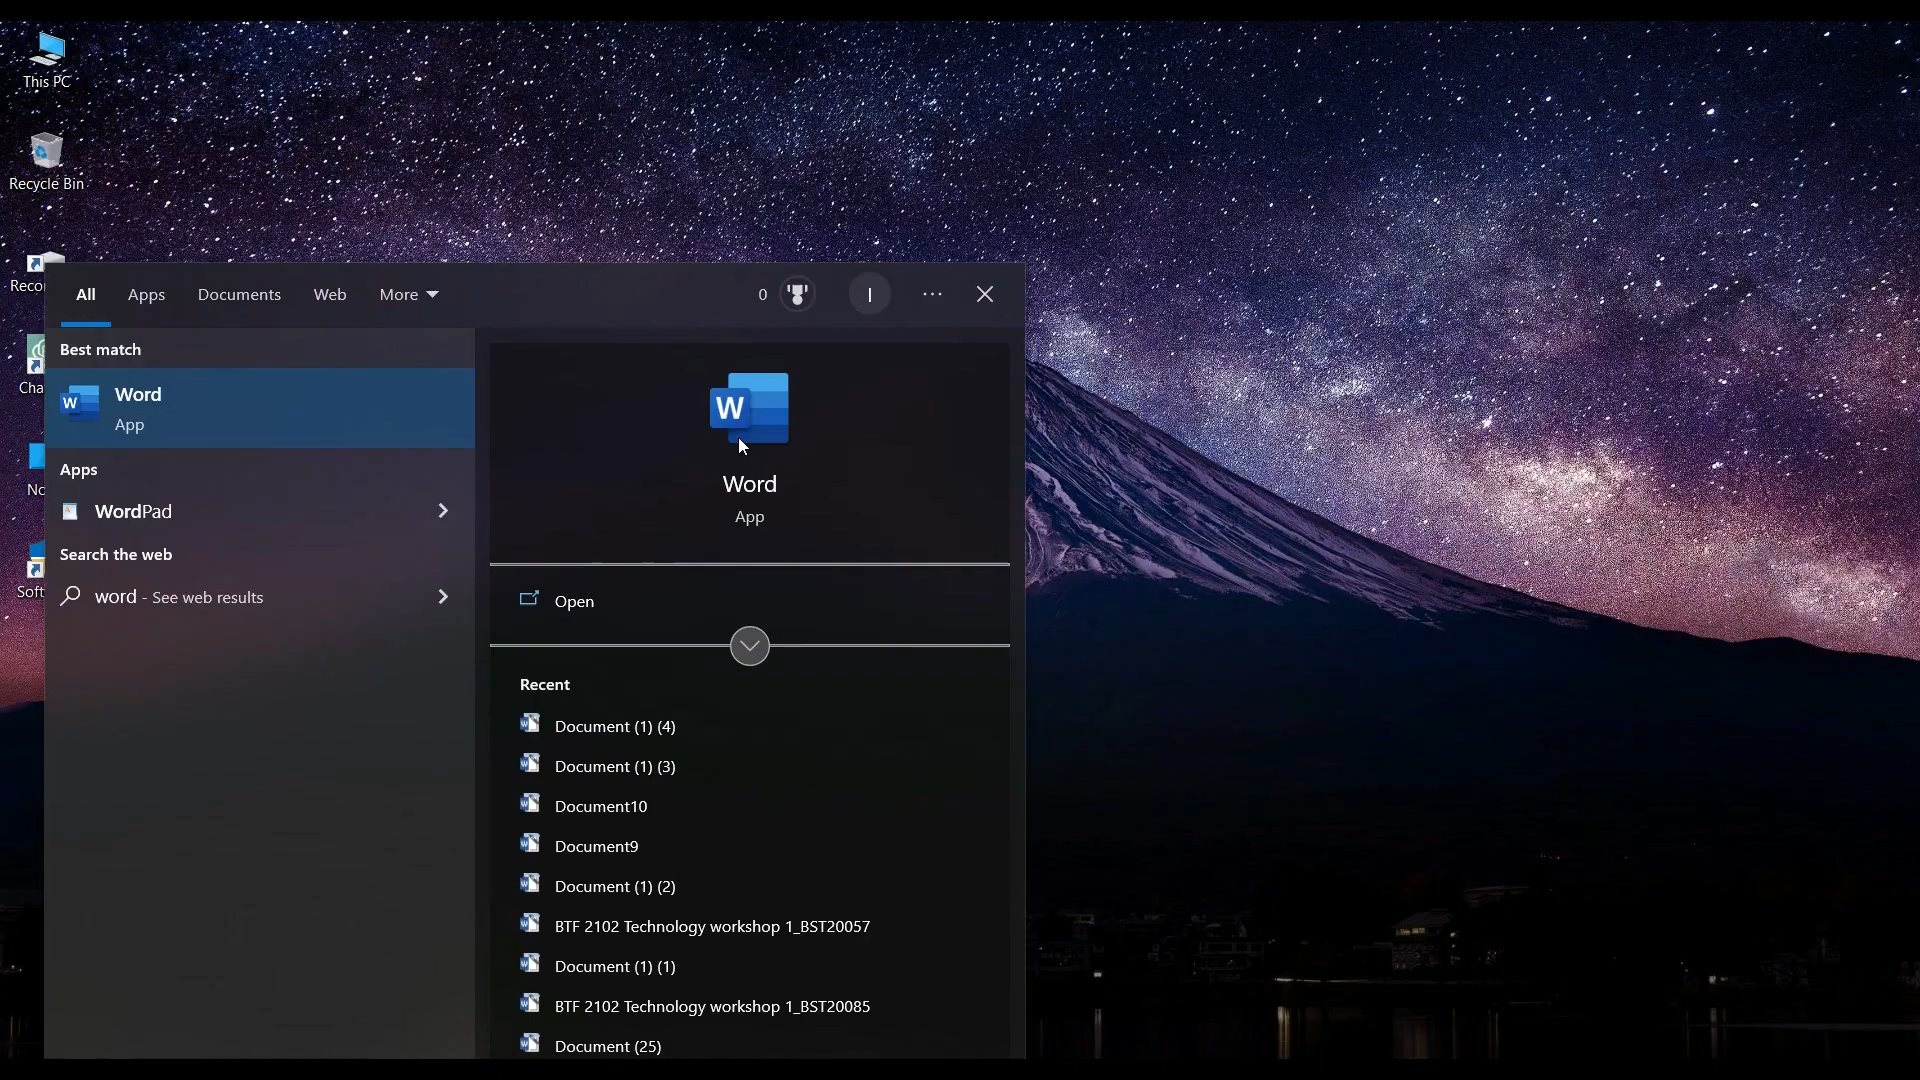 This PC
Recycle Bin
All Apps Documents Web More 0 I ...
Best match
Word
App
Apps
WordPad
Search the web
word - See web results
W
Word
App
Open
Recent
Document (1) (4)
Document (1) (3)
Document10
Document9
Document (1) (2)
BTF 2102 Technology workshop 1_BST20057
Document (1) (1)
BTF 2102 Technology workshop 1_BST20085
Document (25)